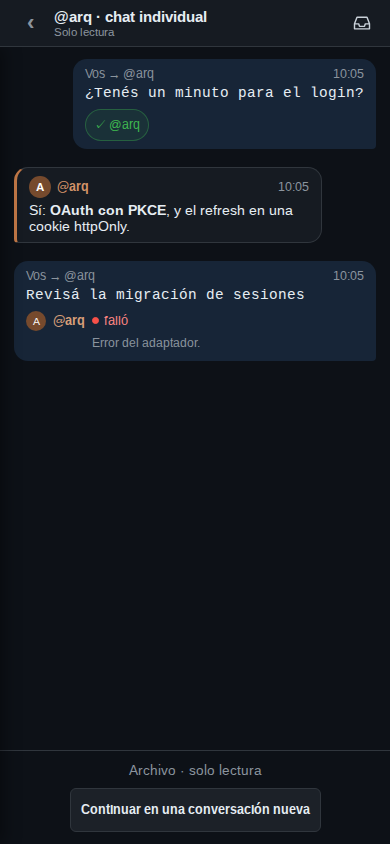 ‹ @arq · chat individual
Solo lectura
Vos → @arq 10:05
¿Tenés un minuto para el login?
✓ @arq
A @arq 10:05
Sí: OAuth con PKCE, y el refresh en una
cookie httpOnly.
Vos → @arq 10:05
Revisá la migración de sesiones
A @arq ● falló
Error del adaptador.
Archivo · solo lectura
Continuar en una conversación nueva